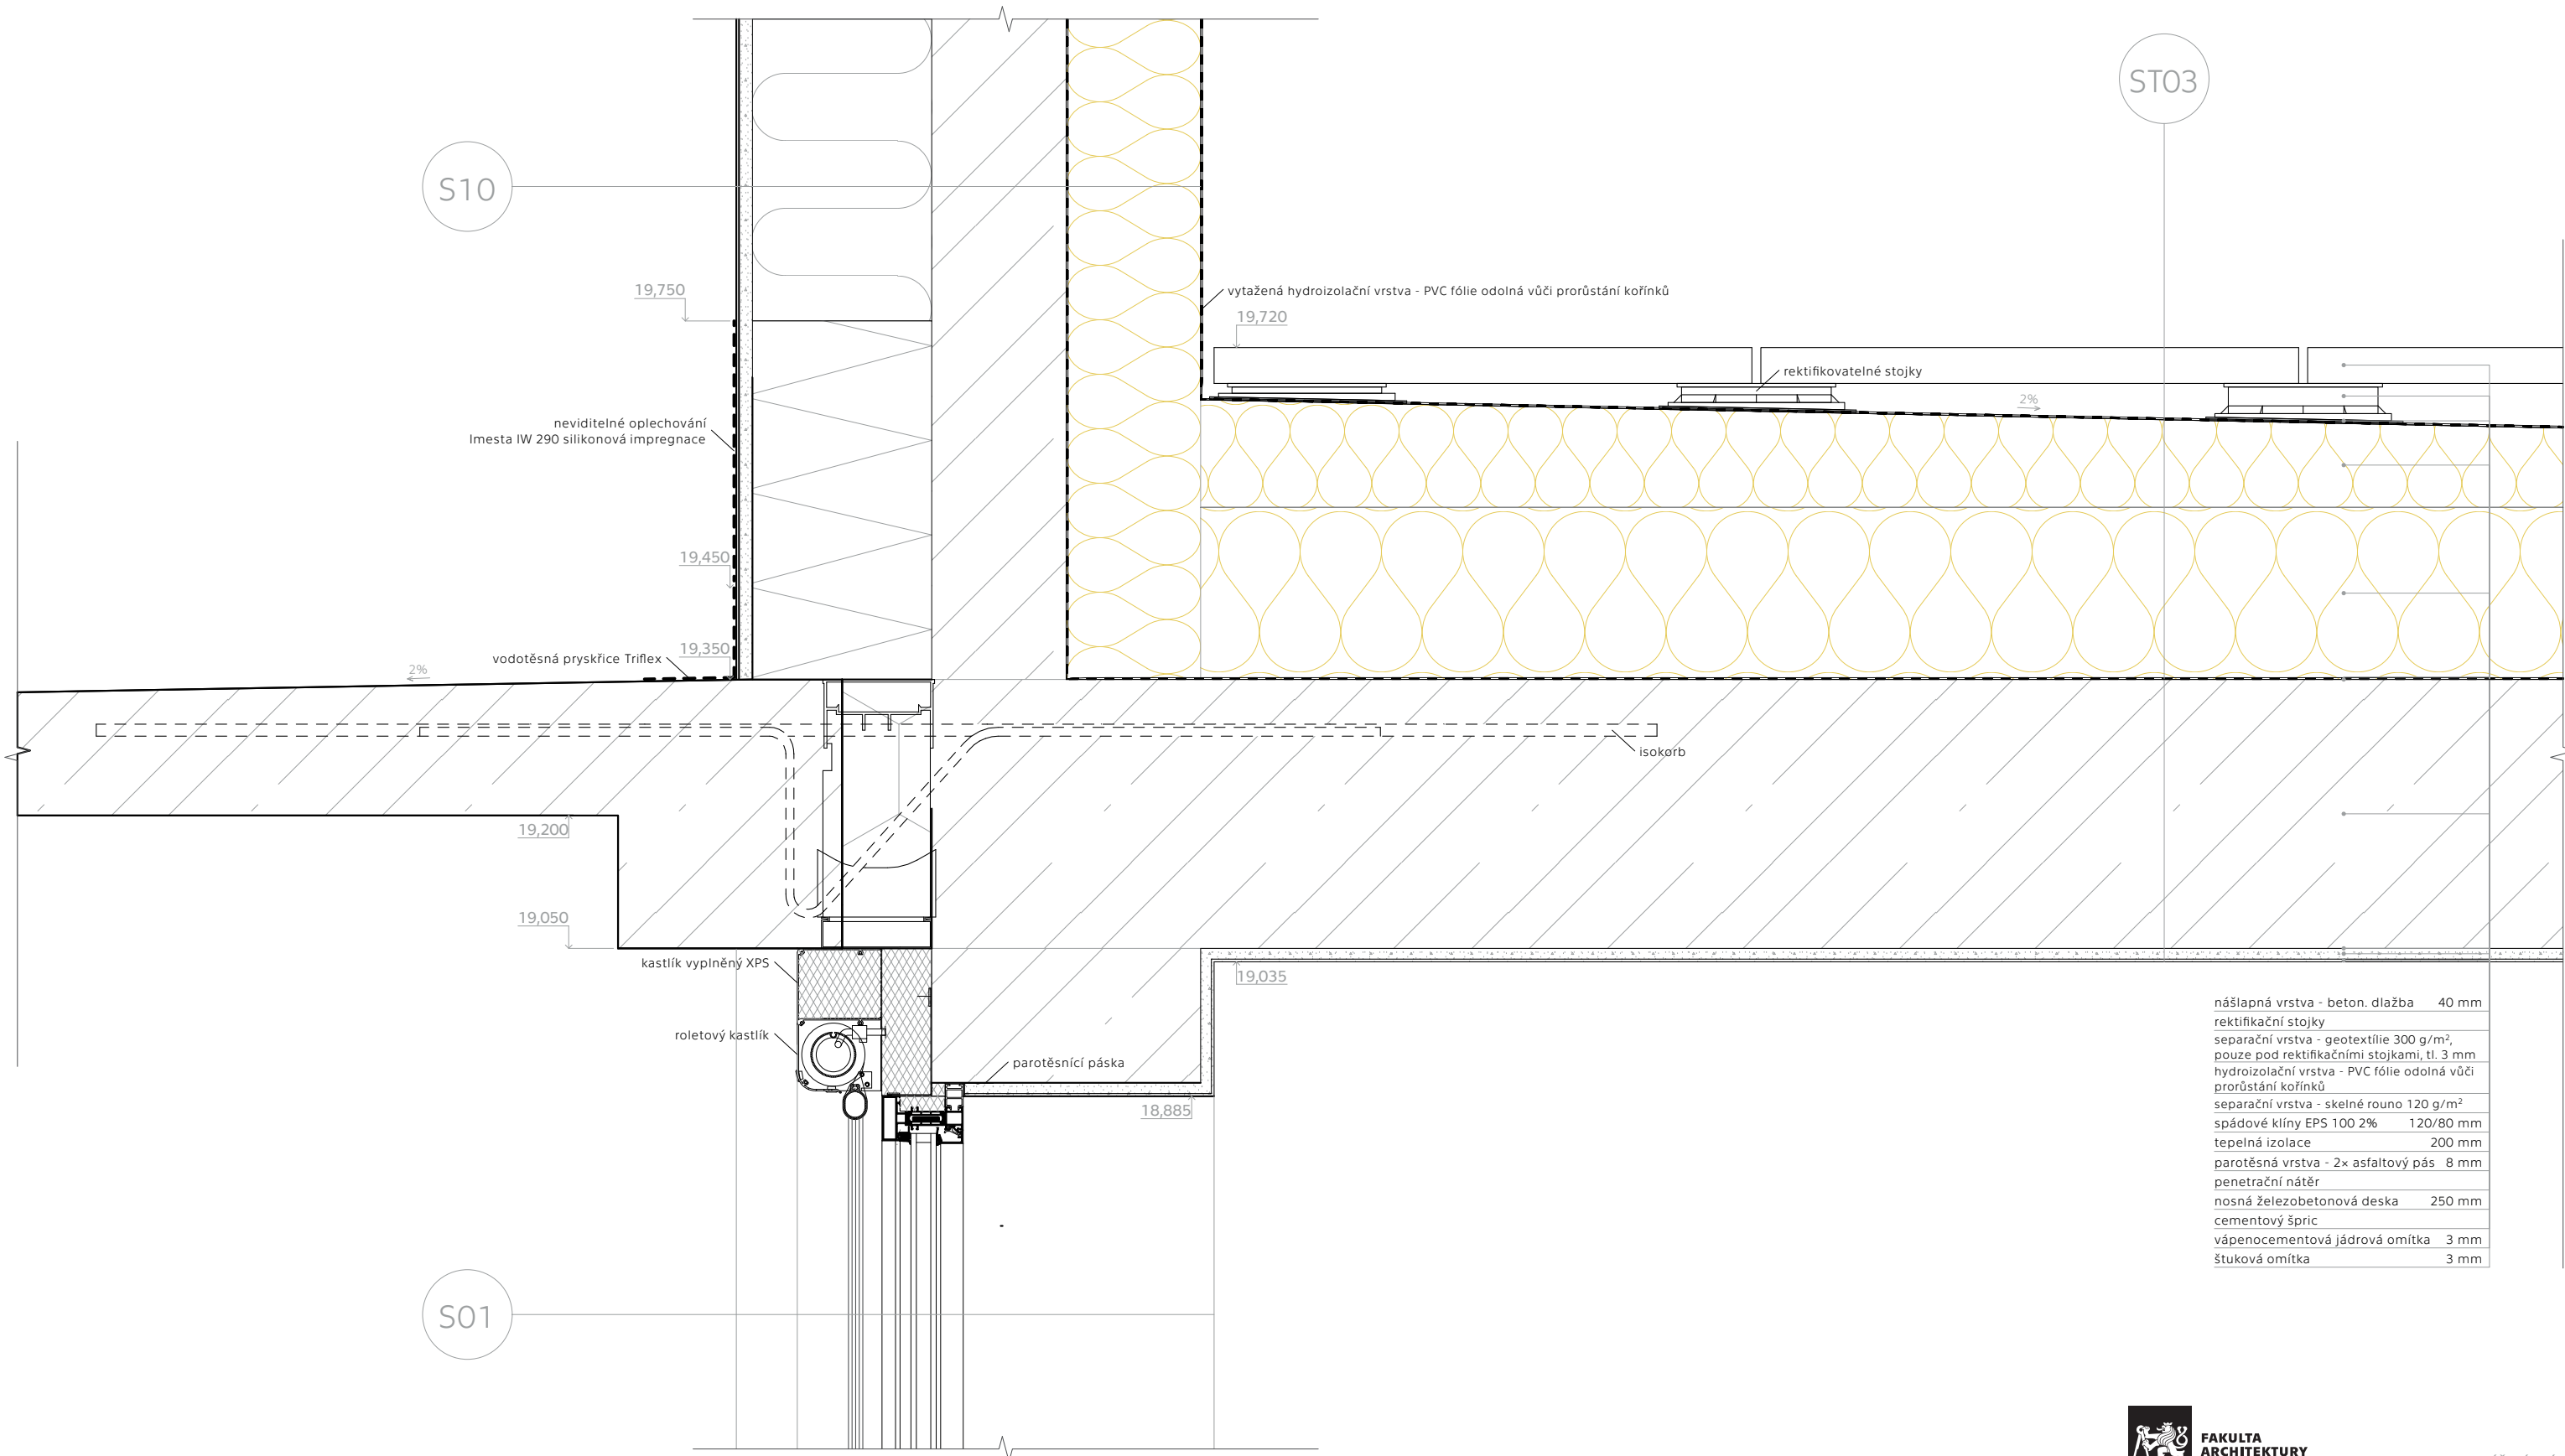 ST03
S10
19,750
vytažená hydroizolační vrstva - PVC fólie odolná vůči prorůstání kořínků
19,720
rektifikovatelné stojky
2%
neviditelné oplechování
Imesta IW 290 silikonová impregnace
19,450
19,350
vodotěsná pryskřice Triflex
2%
isokorb
19,200
19,050
kastlík vyplněný XPS
19,035
roletový kastlík
parotěsnící páska
18,885
nášlapná vrstva - beton. dlažba 40 mm
rektifikační stojky
separační vrstva - geotextílie 300 g/m²,
pouze pod rektifikačními stojkami, tl. 3 mm
hydroizolační vrstva - PVC fólie odolná vůči
prorůstání kořínků
separační vrstva - skelné rouno 120 g/m²
spádové klíny EPS 100 2% 120/80 mm
tepelná izolace 200 mm
parotěsná vrstva - 2× asfaltový pás 8 mm
penetrační nátěr
nosná železobetonová deska 250 mm
cementový špric
vápenocementová jádrová omítka 3 mm
štuková omítka 3 mm
S01
FAKULTA
ARCHITEKTURY